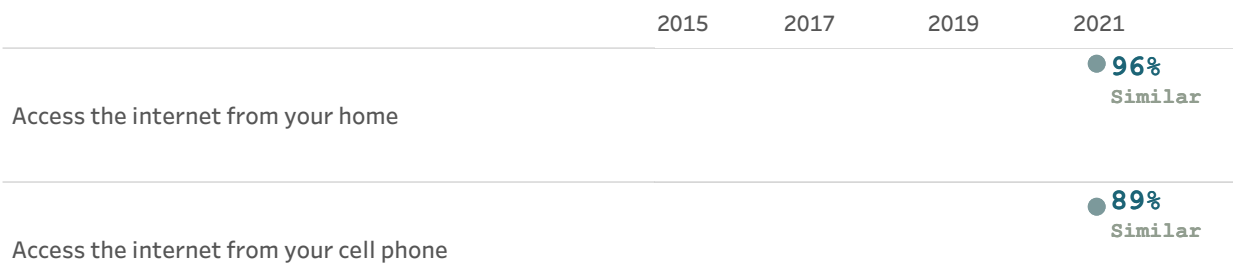 2015 2017 2019 2021
96%
Similar
Access the internet from your home
89%
Similar
Access the internet from your cell phone